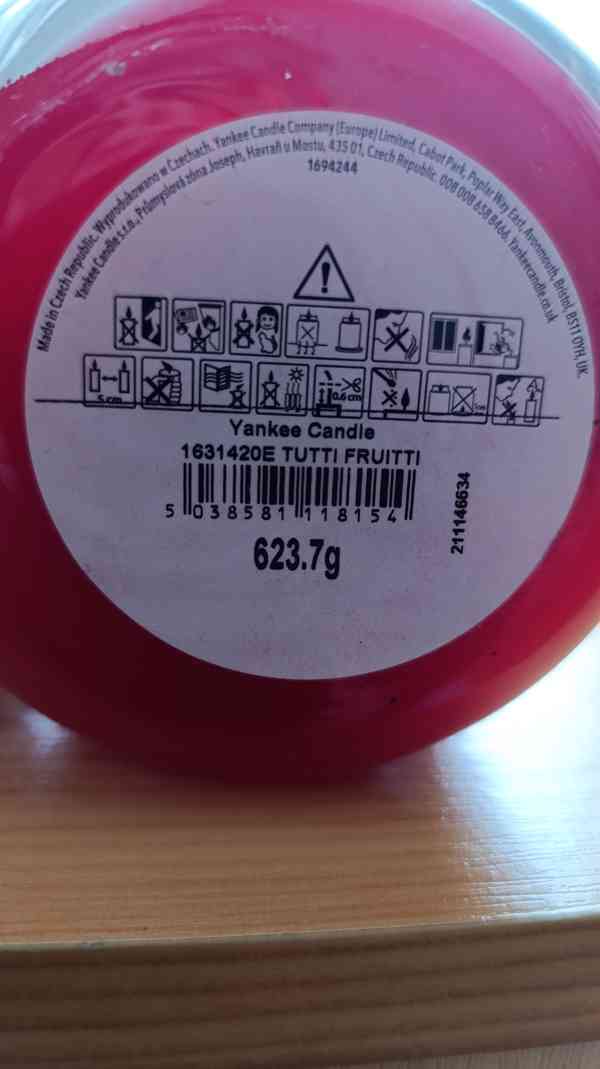 Made in Czech Republic. Wyprodukowano w Czechach. Yankee Candle Company (Europe) Limited, Cabot Park, Poplar Way East, Avonmouth, Bristol, BS11 0YH, UK.
Yankee Candle s.r.o., Průmyslová zóna Joseph, Havraň u Mostu, 435 01, Czech Republic. 008 008 658 8466. Yankeecandle.co.uk
1694244
5 cm
0.6 cm
Yankee Candle
1631420E TUTTI FRUITTI
5 038581 118154
623.7g
211146634